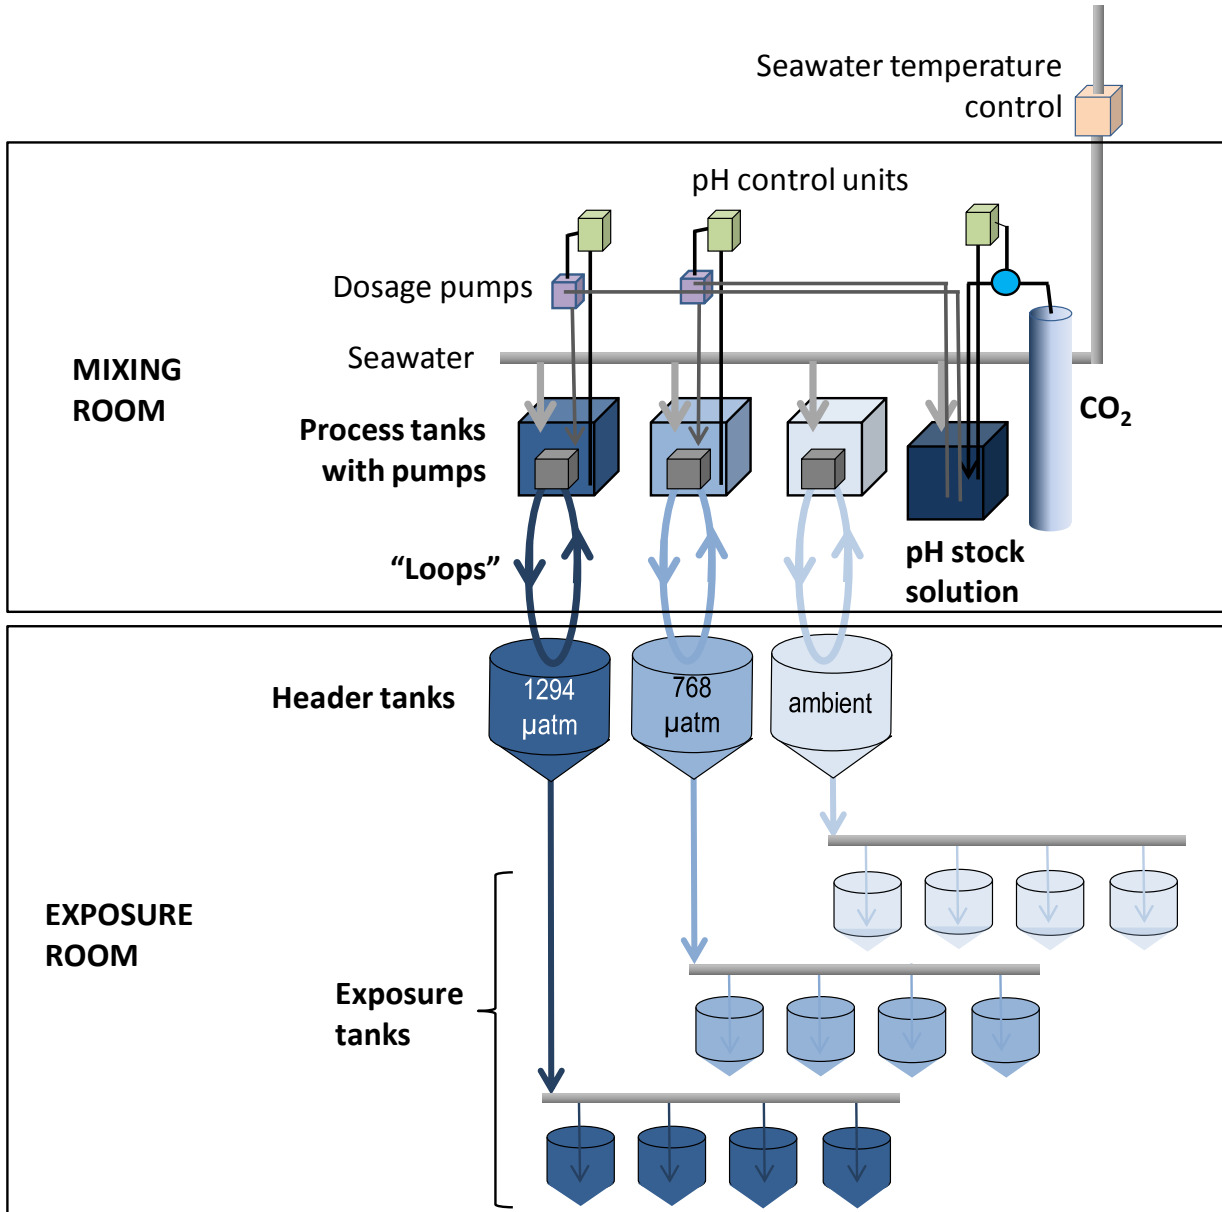 Seawater temperature
control
pH control units
Dosage pumps
Seawater
MIXING
ROOM
CO₂
Process tanks
with pumps
“Loops”
pH stock
solution
Header tanks
1294
µatm
768
µatm
ambient
EXPOSURE
ROOM
Exposure
tanks